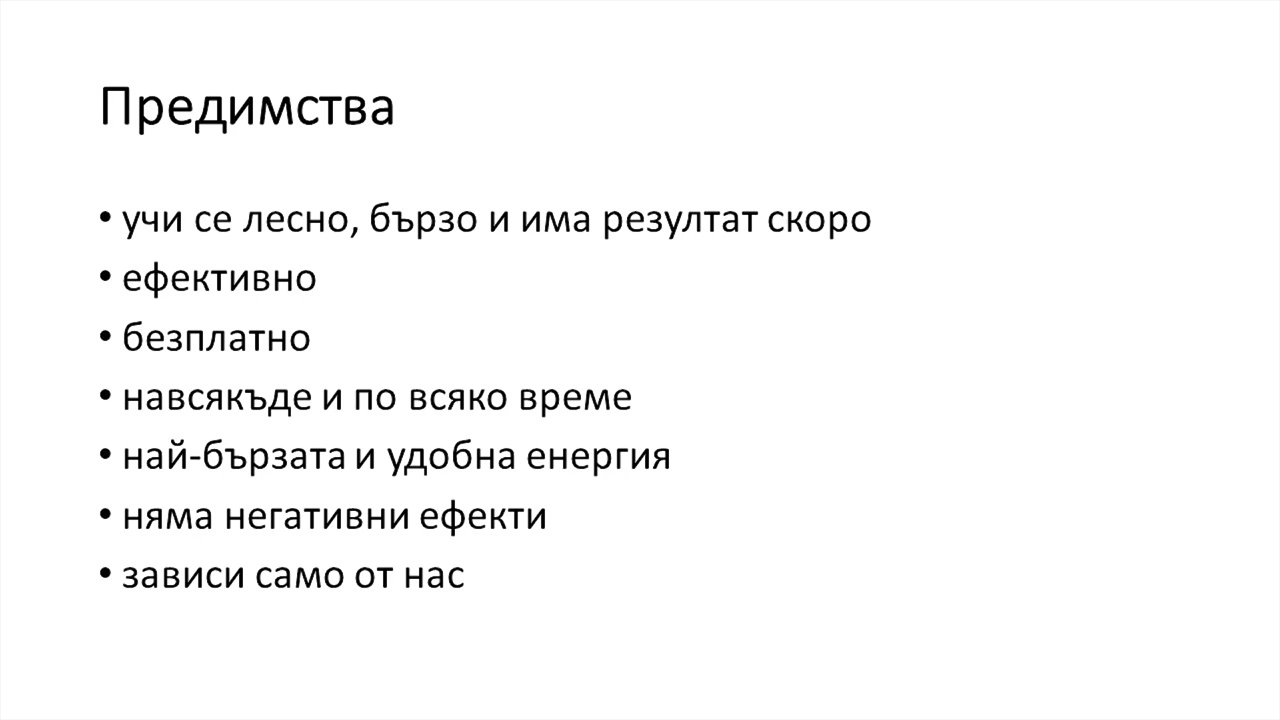 Предимства
• учи се лесно, бързо и има резултат скоро
• ефективно
• безплатно
• навсякъде и по всяко време
• най-бързата и удобна енергия
• няма негативни ефекти
• зависи само от нас